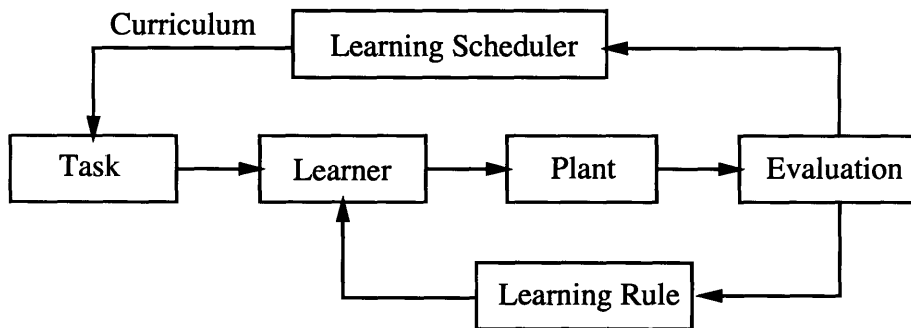 Curriculum
Learning Scheduler
Task
Learner
Plant
Evaluation
Learning Rule